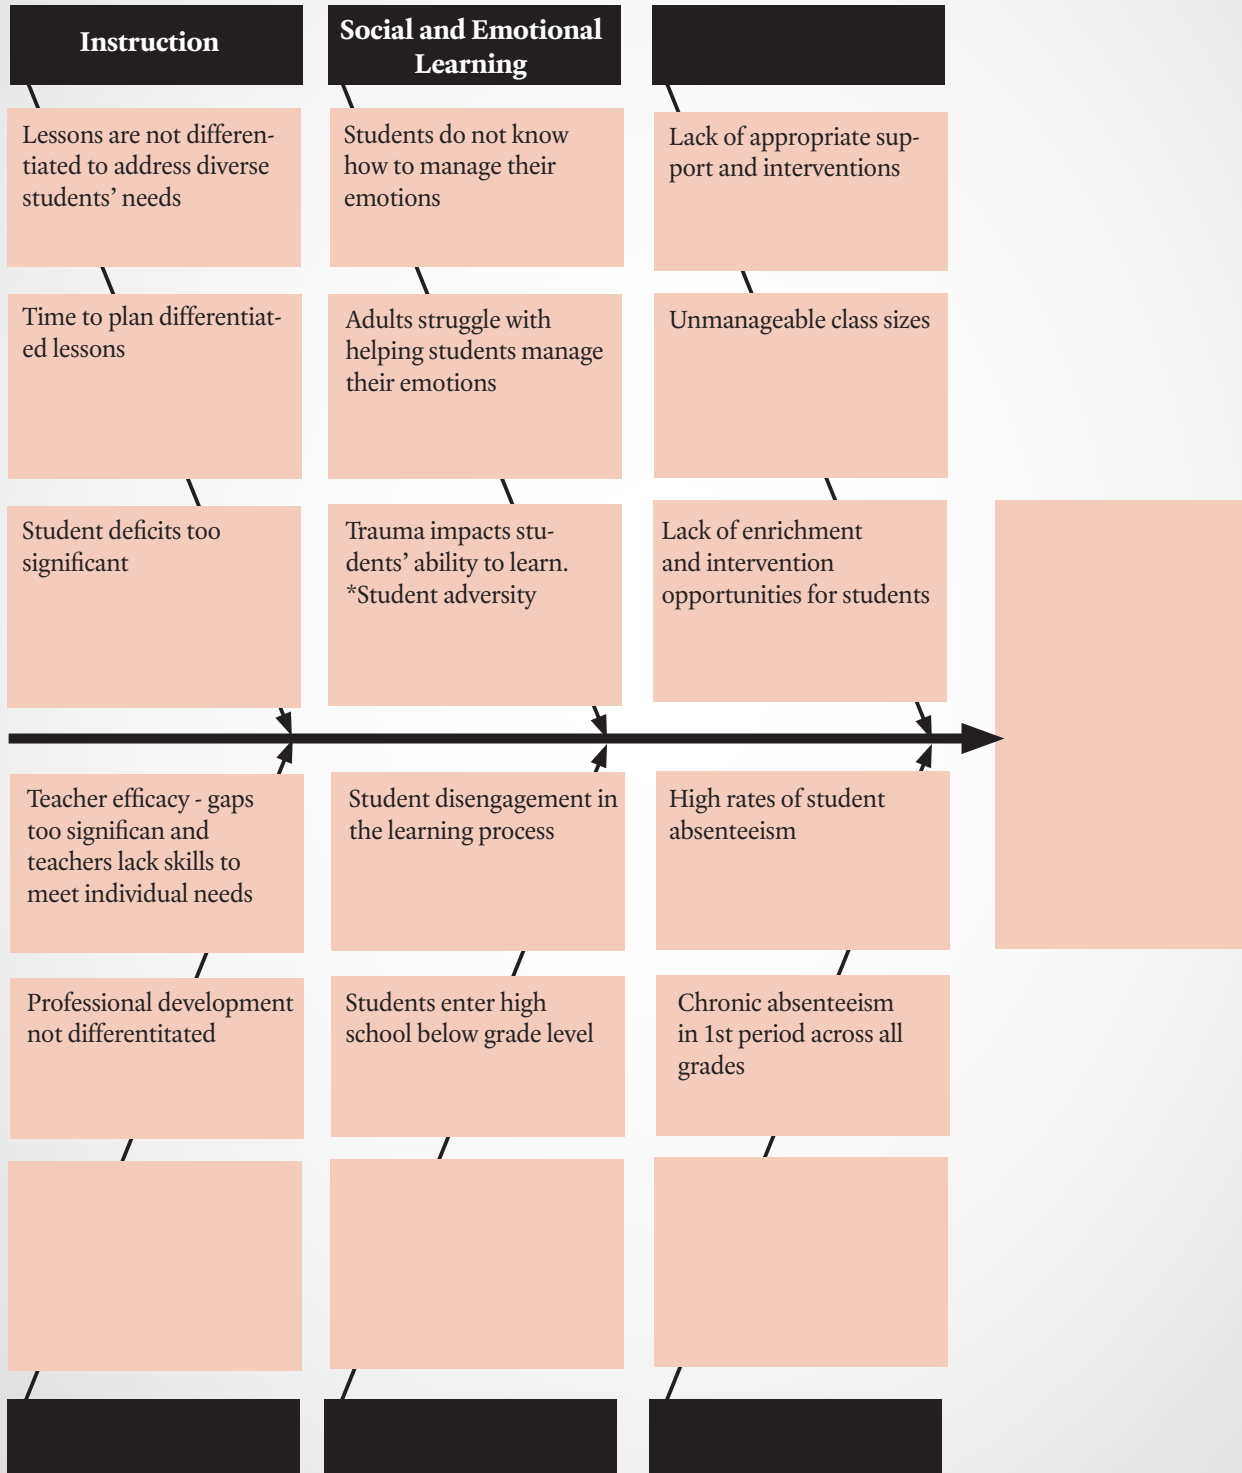 Instruction
Social and Emotional
Learning
Lessons are not differen-
tiated to address diverse
students’ needs
Students do not know
how to manage their
emotions
Lack of appropriate sup-
port and interventions
Time to plan differentiat-
ed lessons
Adults struggle with
helping students manage
their emotions
Unmanageable class sizes
Student deficits too
significant
Trauma impacts stu-
dents’ ability to learn.
*Student adversity
Lack of enrichment
and intervention
opportunities for students
Teacher efficacy - gaps
too significan and
teachers lack skills to
meet individual needs
Student disengagement in
the learning process
High rates of student
absenteeism
Professional development
not differentitated
Students enter high
school below grade level
Chronic absenteeism
in 1st period across all
grades